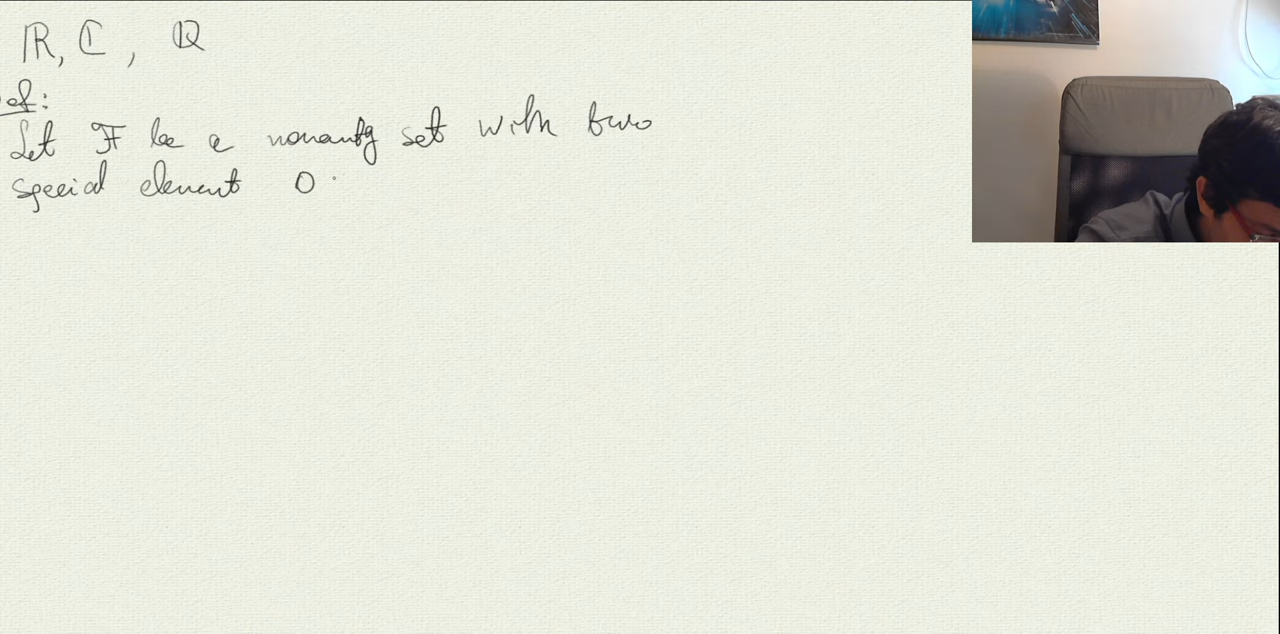 ℝ, ℂ, ℚ
ef:
Let 𝔽 be a nonempty set with two
special element 0